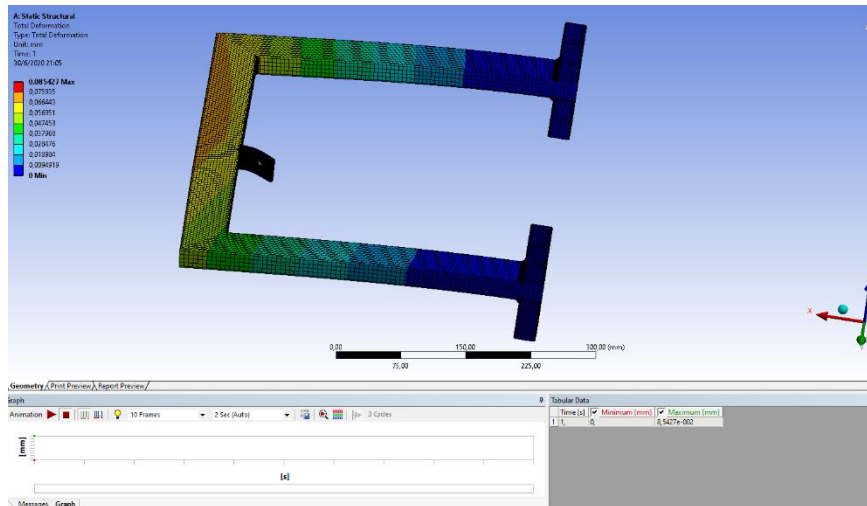 A: Static Structural
Total Deformation
Type: Total Deformation
Unit: mm
Time: 1
30/6/2020 21:05
0.085427 Max
0,075935
0,066443
0,056951
0,047459
0,037968
0,028476
0,018984
0,0094919
0 Min
0,00
150,00
300,00 (mm)
75,00
225,00
X
Geometry Print Preview Report Preview
Graph
Animation 10 Frames 2 Sec (Auto) 3 Cycles
[mm]
[s]
Messages Graph
Tabular Data
Time [s] Minimum [mm] Maximum [mm]
1 1, 0, 8,5427e-002